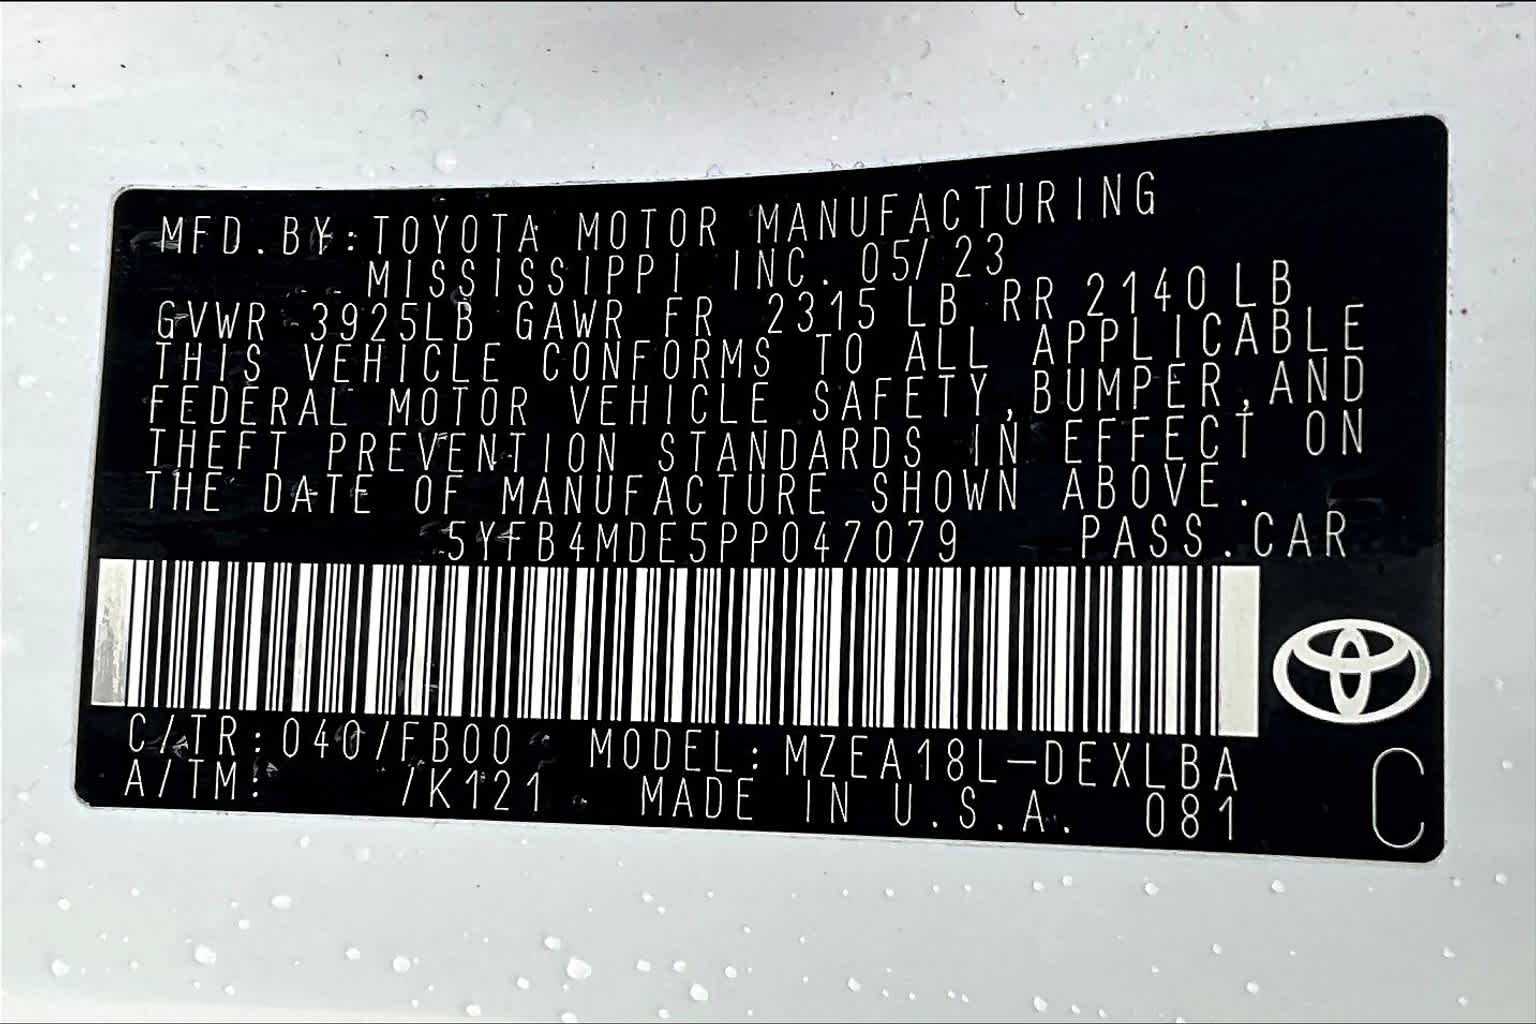 MFD.BY:TOYOTA MOTOR MANUFACTURING
MISSISSIPPI INC. 05/23
GVWR 3925LB GAWR FR 2315 LB RR 2140 LB
THIS VEHICLE CONFORMS TO ALL APPLICABLE
FEDERAL MOTOR VEHICLE SAFETY,BUMPER,AND
THEFT PREVENTION STANDARDS IN EFFECT ON
THE DATE OF MANUFACTURE SHOWN ABOVE.
5YFB4MDE5PP047079 PASS.CAR
C/TR:040/FB00 MODEL:MZEA18L-DEXLBA
A/TM: /K121 MADE IN U.S.A. 081
C